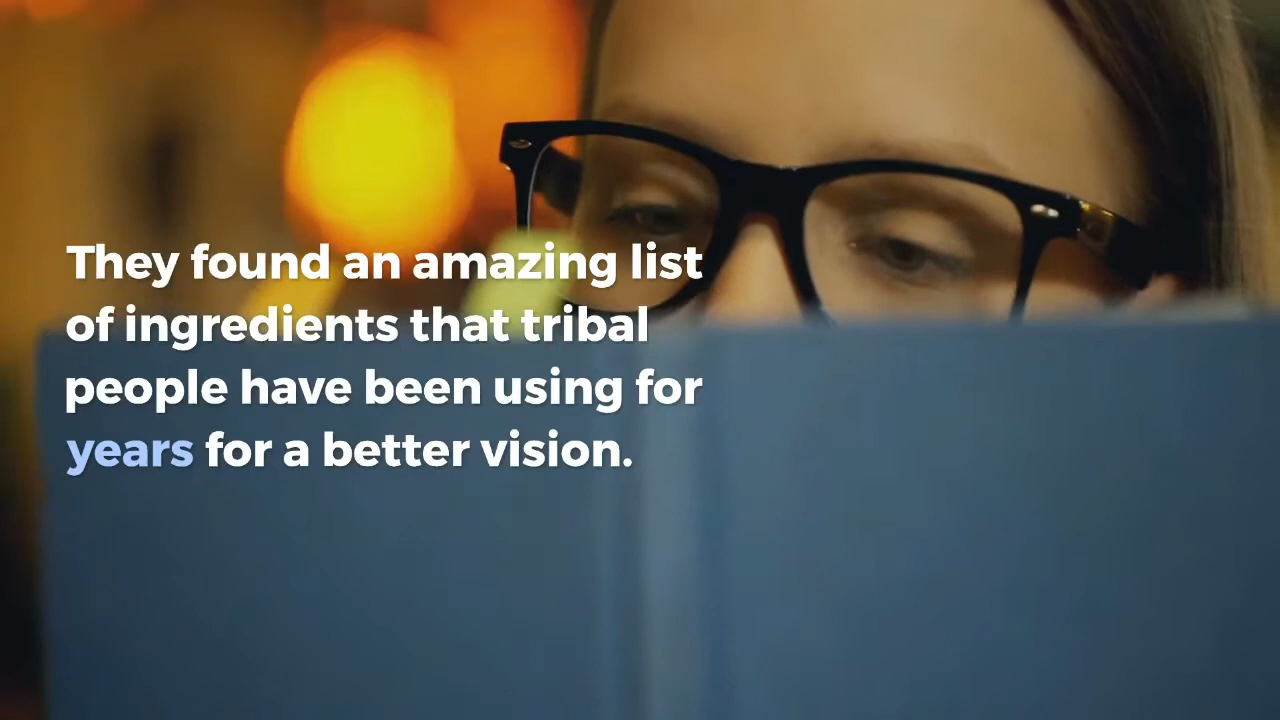 They found an amazing list
of ingredients that tribal
people have been using for
years for a better vision.